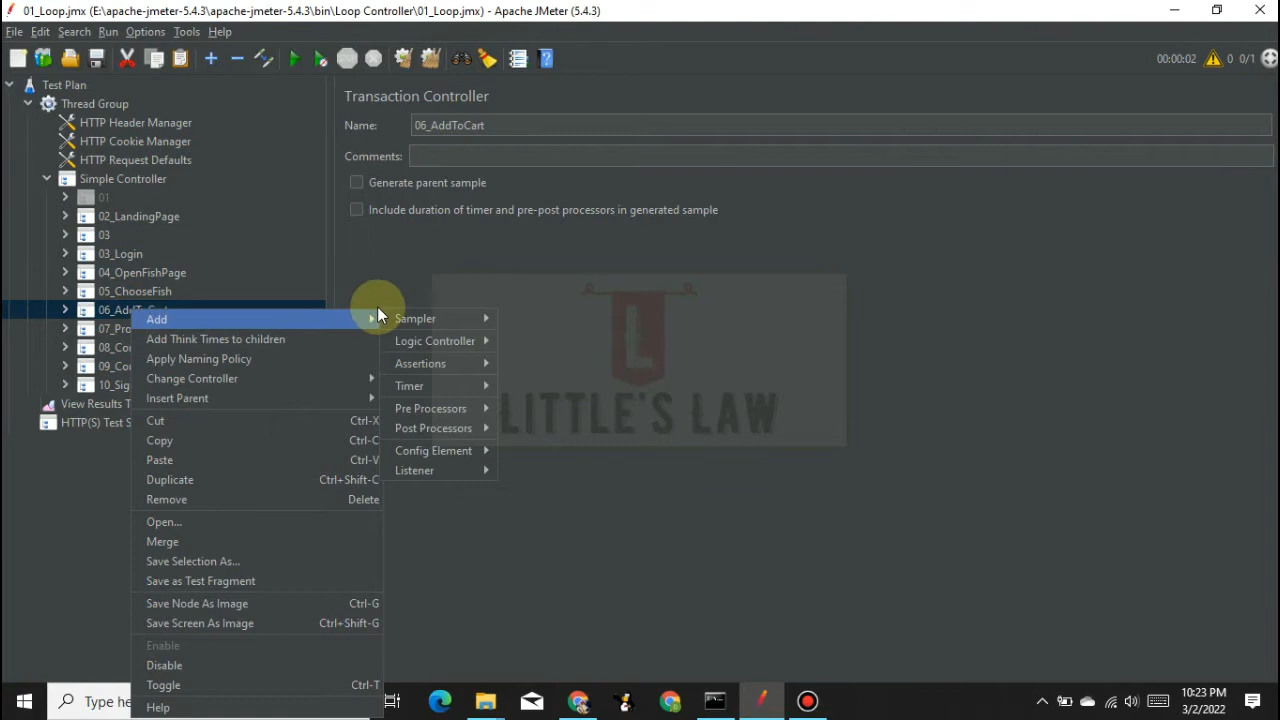 01_Loop.jmx (E:\apache-jmeter-5.4.3\apache-jmeter-5.4.3\bin\Loop Controller\01_Loop.jmx) - Apache JMeter (5.4.3)
File Edit Search Run Options Tools Help
00:00:02 0 0/1
Test Plan
Thread Group
HTTP Header Manager
HTTP Cookie Manager
HTTP Request Defaults
Simple Controller
01
02_LandingPage
03
03_Login
04_OpenFishPage
05_ChooseFish
06_AddToCart
07_Pro
08_Co
09_Co
10_Sig
View Results T
HTTP(S) Test S
Transaction Controller
Name: 06_AddToCart
Comments:
Generate parent sample
Include duration of timer and pre-post processors in generated sample
L
LITTLE'S LAW
Add
Add Think Times to children
Apply Naming Policy
Change Controller
Insert Parent
Cut Ctrl-X
Copy Ctrl-C
Paste Ctrl-V
Duplicate Ctrl+Shift-C
Remove Delete
Open...
Merge
Save Selection As...
Save as Test Fragment
Save Node As Image Ctrl-G
Save Screen As Image Ctrl+Shift-G
Enable
Disable
Toggle Ctrl-T
Help
Sampler
Logic Controller
Assertions
Timer
Pre Processors
Post Processors
Config Element
Listener
Type he
10:23 PM
3/2/2022